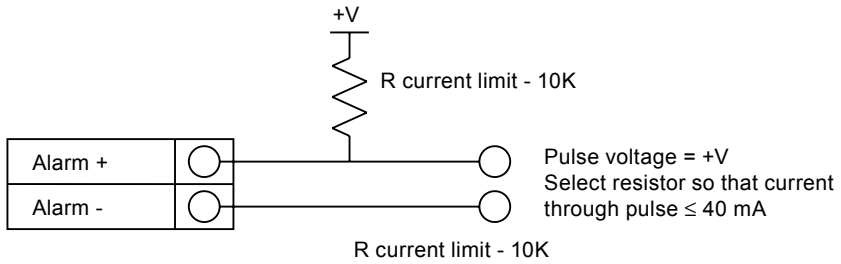 +V
R current limit - 10K
Alarm +
Pulse voltage = +V
Select resistor so that current
Alarm -
through pulse ≤ 40 mA
R current limit - 10K